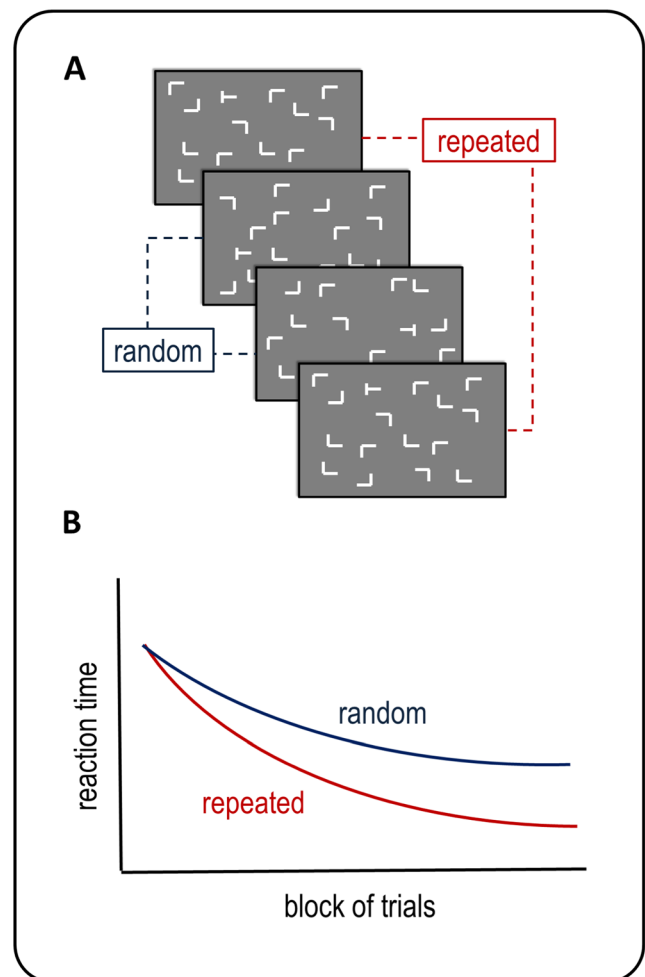 A
repeated
random
B
reaction time
random
repeated
block of trials